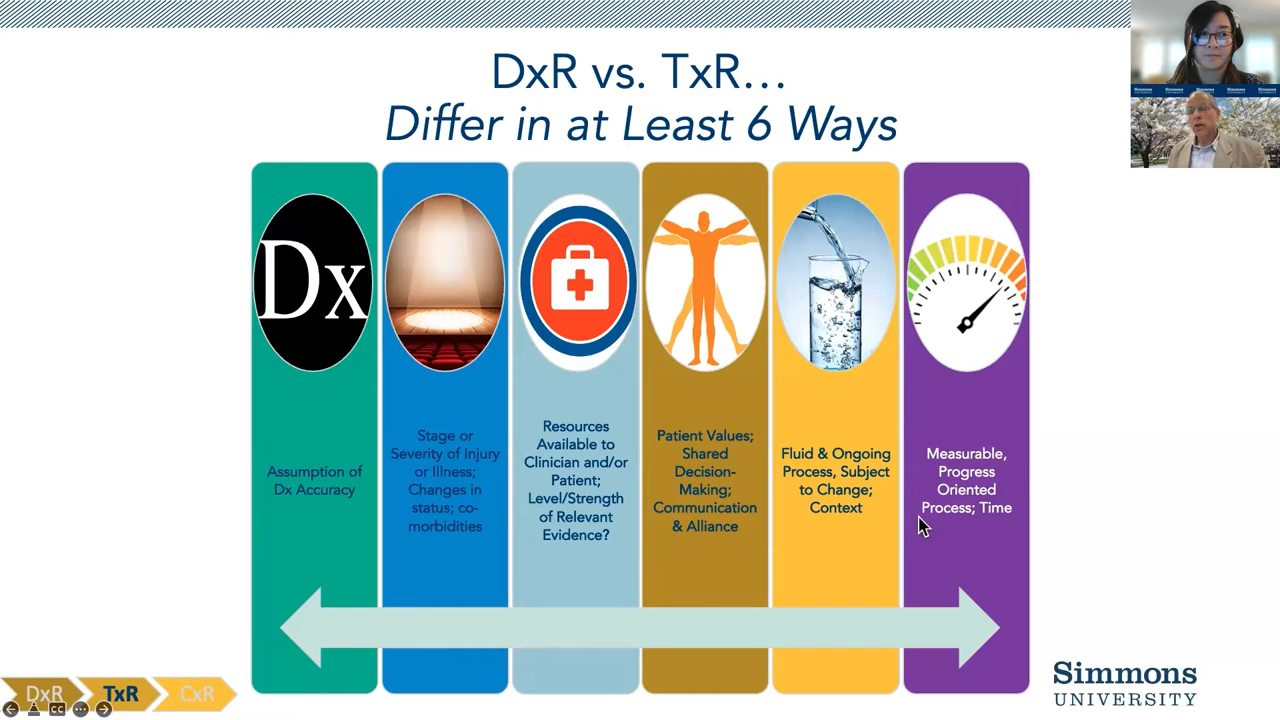 DxR vs. TxR...
Differ in at Least 6 Ways
Dx
Assumption of
Dx Accuracy
Stage or
Severity of Injury
or Illness;
Changes in
status; co-
morbidities
Resources
Available to
Clinician and/or
Patient;
Level/Strength
of Relevant
Evidence?
Patient Values;
Shared
Decision-
Making;
Communication
& Alliance
Fluid & Ongoing
Process, Subject
to Change;
Context
Measurable,
Progress
Oriented
Process; Time
DxR
TxR
CxR
CC
Simmons
UNIVERSITY